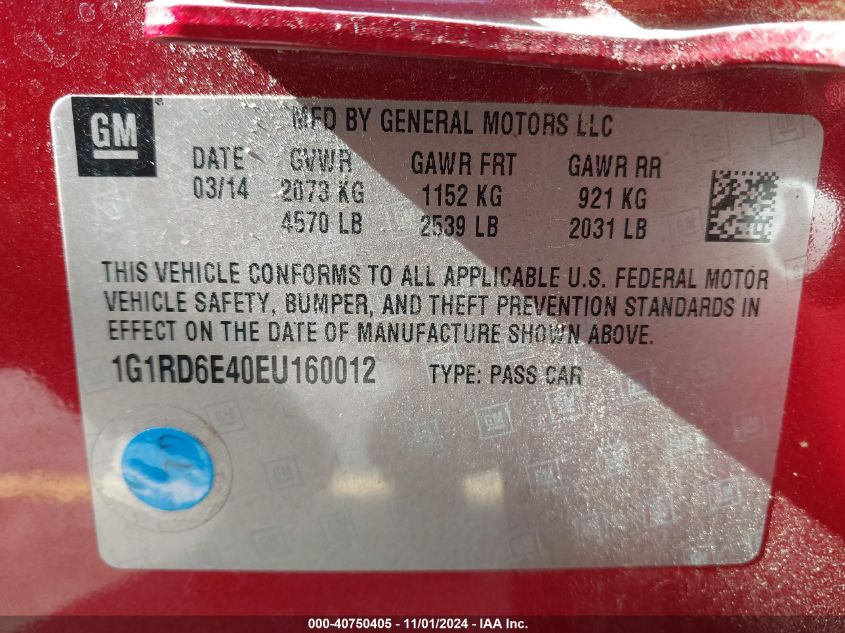 GM
MFD BY GENERAL MOTORS LLC
DATE GVWR GAWR FRT GAWR RR
03/14 2073 KG 1152 KG 921 KG
4570 LB 2539 LB 2031 LB
THIS VEHICLE CONFORMS TO ALL APPLICABLE U.S. FEDERAL MOTOR
VEHICLE SAFETY, BUMPER, AND THEFT PREVENTION STANDARDS IN
EFFECT ON THE DATE OF MANUFACTURE SHOWN ABOVE.
1G1RD6E40EU160012 TYPE: PASS CAR
000-40750405 - 11/01/2024 - IAA Inc.